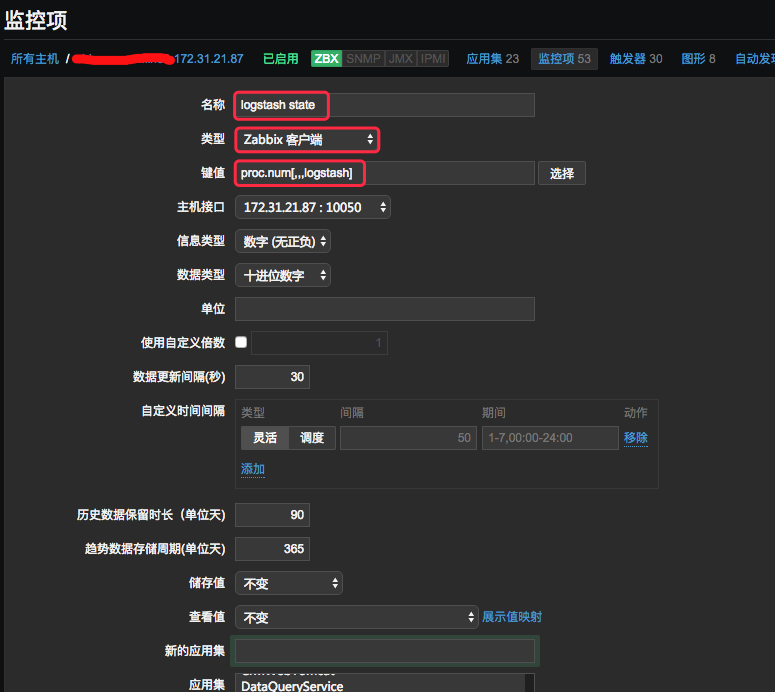 监控项
所有主机 / 172.31.21.87 已启用 ZBX SNMP JMX IPMI 应用集 23 监控项 53 触发器 30 图形 8 自动发现
名称 logstash state
类型 Zabbix 客户端
键值 proc.num[,,,logstash] 选择
主机接口 172.31.21.87 : 10050
信息类型 数字 (无正负)
数据类型 十进位数字
单位
使用自定义倍数 1
数据更新间隔(秒) 30
自定义时间间隔 类型 间隔 期间 动作
灵活 调度 50 1-7,00:00-24:00 移除
添加
历史数据保留时长（单位天) 90
趋势数据存储周期(单位天) 365
储存值 不变
查看值 不变 展示值映射
新的应用集
应用集 DataQueryService